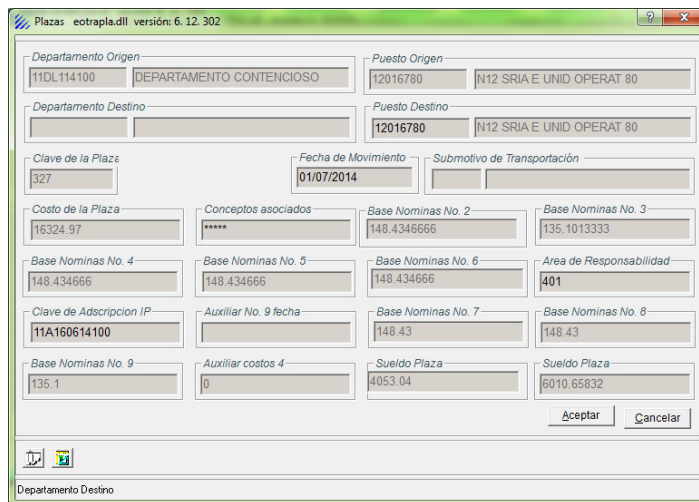 Plazas eotrapla.dll versión: 6. 12. 302
Departamento Origen
11DL114100 DEPARTAMENTO CONTENCIOSO
Puesto Origen
12016780 N12 SRIA E UNID OPERAT 80
Departamento Destino
Puesto Destino
12016780 N12 SRIA E UNID OPERAT 80
Clave de la Plaza
327
Fecha de Movimiento
01/07/2014
Submotivo de Transportación
Costo de la Plaza
16324.97
Conceptos asociados
*****
Base Nominas No. 2
148.4346666
Base Nominas No. 3
135.1013333
Base Nominas No. 4
148.434666
Base Nominas No. 5
148.434666
Base Nominas No. 6
148.434666
Area de Responsabilidad
401
Clave de Adscripcion IP
11A160614100
Auxiliar No. 9 fecha
Base Nominas No. 7
148.43
Base Nominas No. 8
148.43
Base Nominas No. 9
135.1
Auxiliar costos 4
0
Sueldo Plaza
4053.04
Sueldo Plaza
6010.65832
Aceptar Cancelar
Departamento Destino